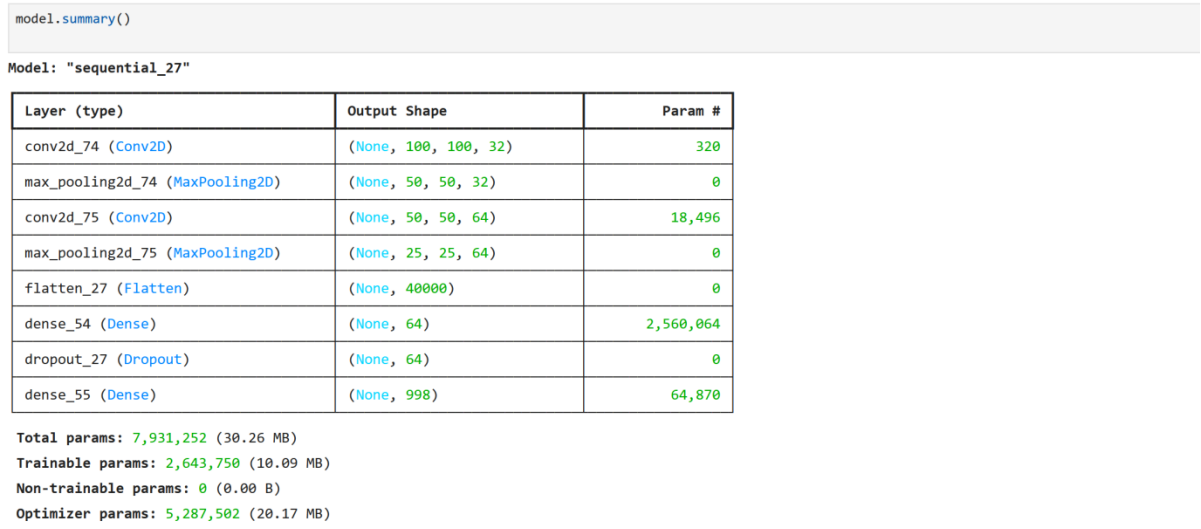 model.summary()
Model: "sequential_27"
Layer (type) Output Shape Param #
conv2d_74 (Conv2D) (None, 100, 100, 32) 320
max_pooling2d_74 (MaxPooling2D) (None, 50, 50, 32) 0
conv2d_75 (Conv2D) (None, 50, 50, 64) 18,496
max_pooling2d_75 (MaxPooling2D) (None, 25, 25, 64) 0
flatten_27 (Flatten) (None, 40000) 0
dense_54 (Dense) (None, 64) 2,560,064
dropout_27 (Dropout) (None, 64) 0
dense_55 (Dense) (None, 998) 64,870
Total params: 7,931,252 (30.26 MB)
Trainable params: 2,643,750 (10.09 MB)
Non-trainable params: 0 (0.00 B)
Optimizer params: 5,287,502 (20.17 MB)